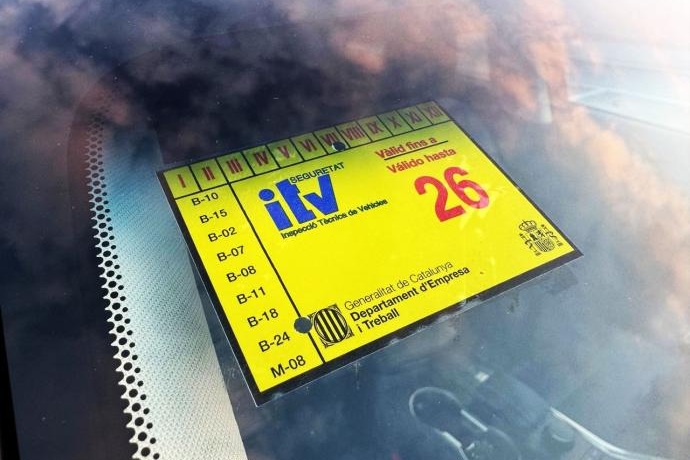 I II III IV V VI VII VIII IX X XI XII
B-10
B-15
B-02
B-07
B-08
B-11
B-18
B-24
M-08
SEGURETAT
itv
Inspecció Tècnica de Vehicles
Vàlid fins a
Válido hasta
26
Generalitat de Catalunya
Departament d'Empresa
i Treball